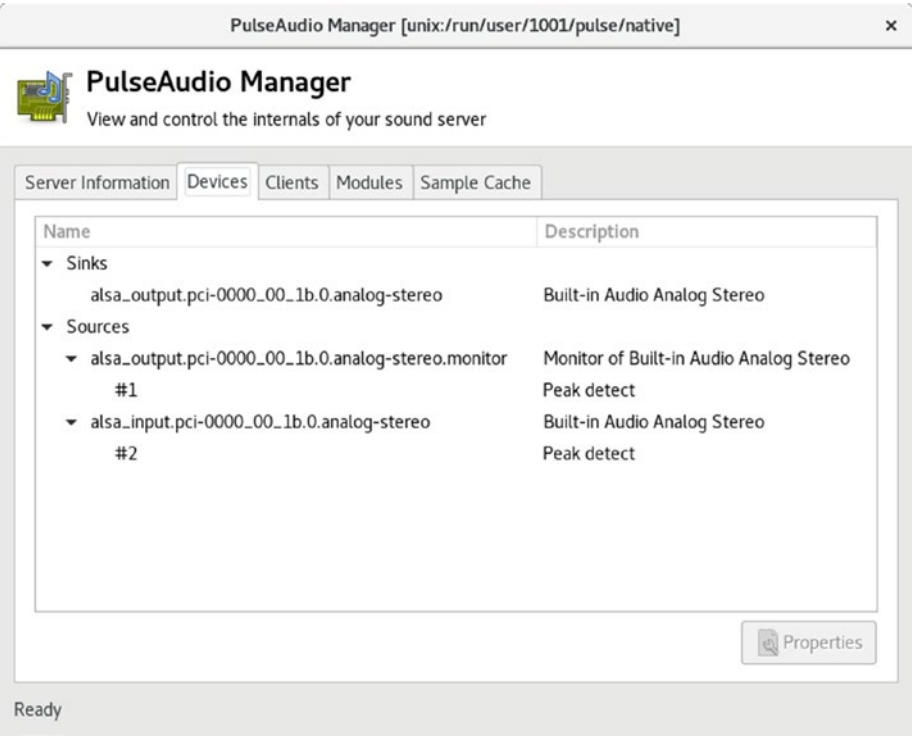 PulseAudio Manager [unix:/run/user/1001/pulse/native]
PulseAudio Manager
View and control the internals of your sound server
Server Information Devices Clients Modules Sample Cache
Name Description
Sinks
alsa_output.pci-0000_00_1b.0.analog-stereo Built-in Audio Analog Stereo
Sources
alsa_output.pci-0000_00_1b.0.analog-stereo.monitor Monitor of Built-in Audio Analog Stereo
#1 Peak detect
alsa_input.pci-0000_00_1b.0.analog-stereo Built-in Audio Analog Stereo
#2 Peak detect
Properties
Ready